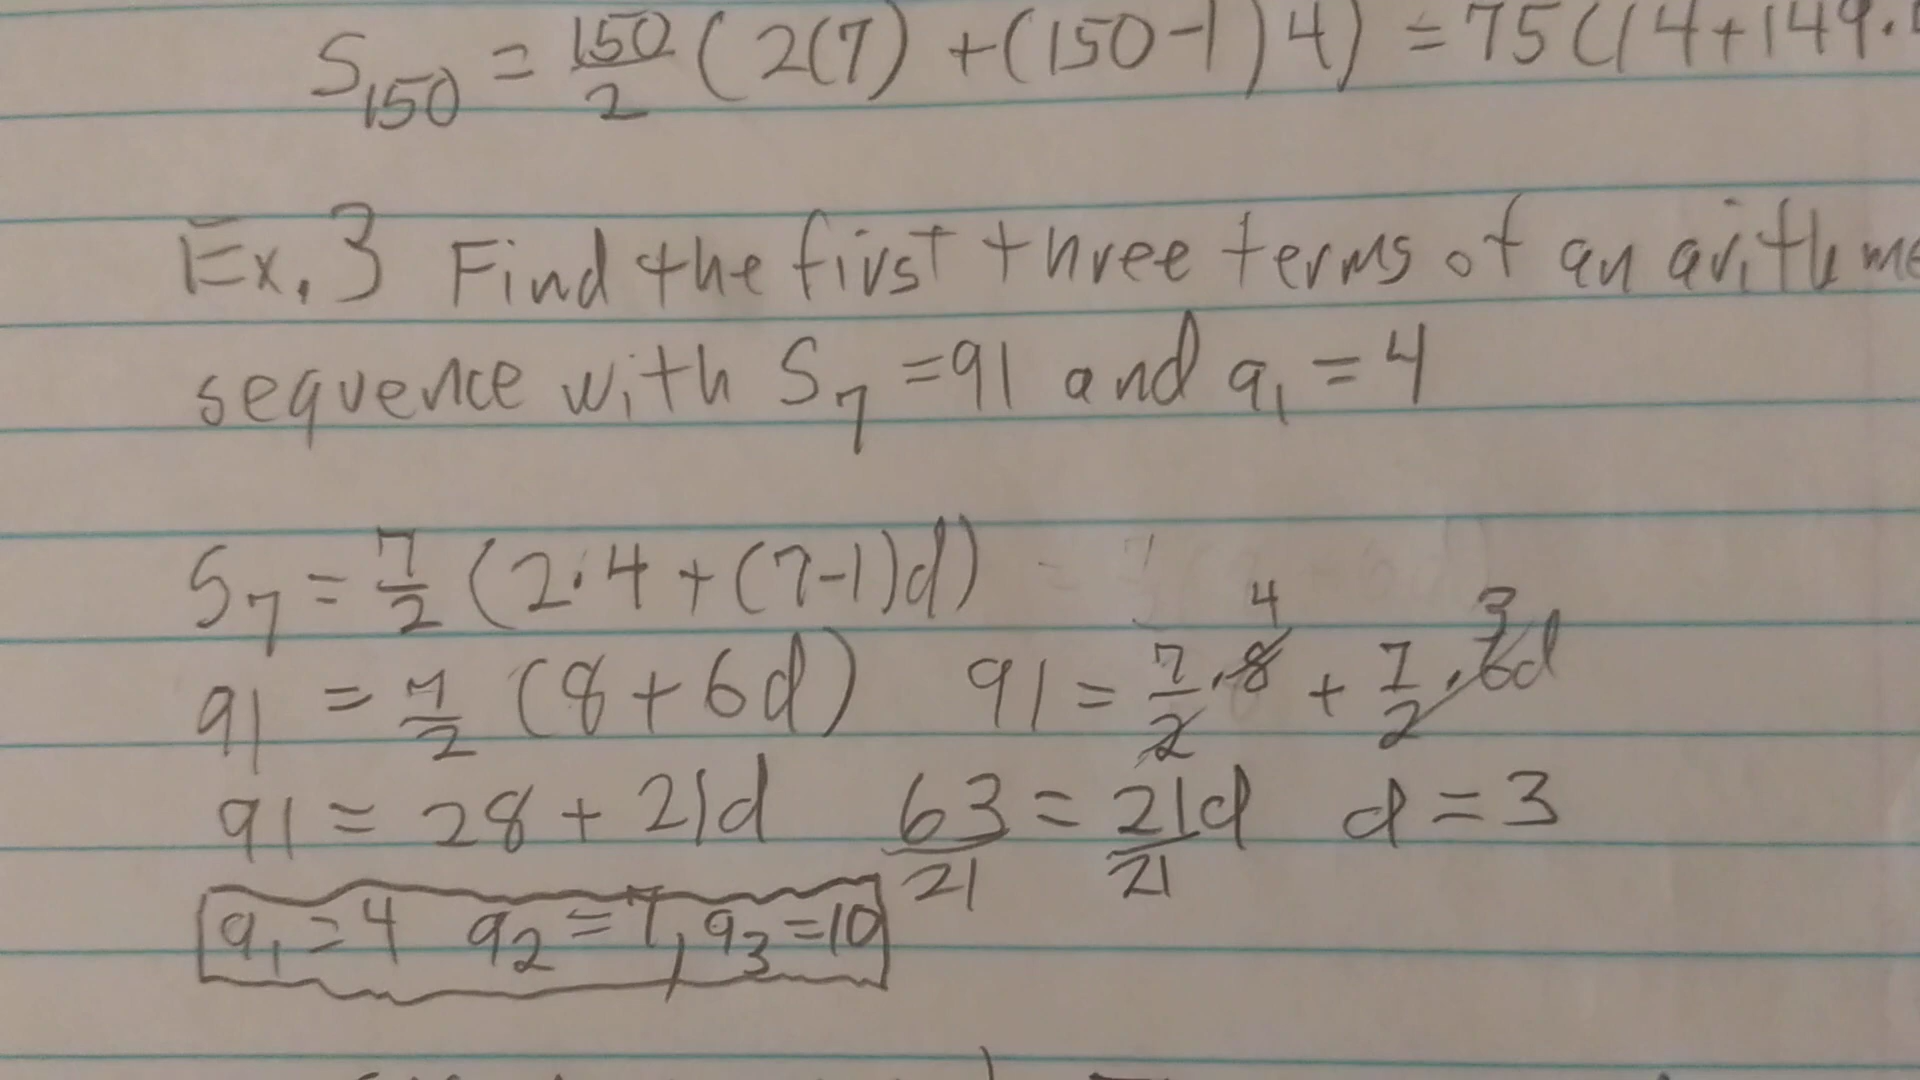 S₁₅₀ = 150/2 ( 2(7) + (150-1)4) = 75(14+149.
Ex. 3 Find the first three terms of an arithme
sequence with S₇ = 91 and a₁ = 4
S₇ = 7/2 (2·4 + (7-1)d)
91 = 7/2 (8+6d) 91 = 7/2 · 8 4 + 7/2 · 6d 3
91 = 28 + 21d 63/21 = 21d/21 d = 3
a₁ = 4 a₂ = 7, a₃ = 10